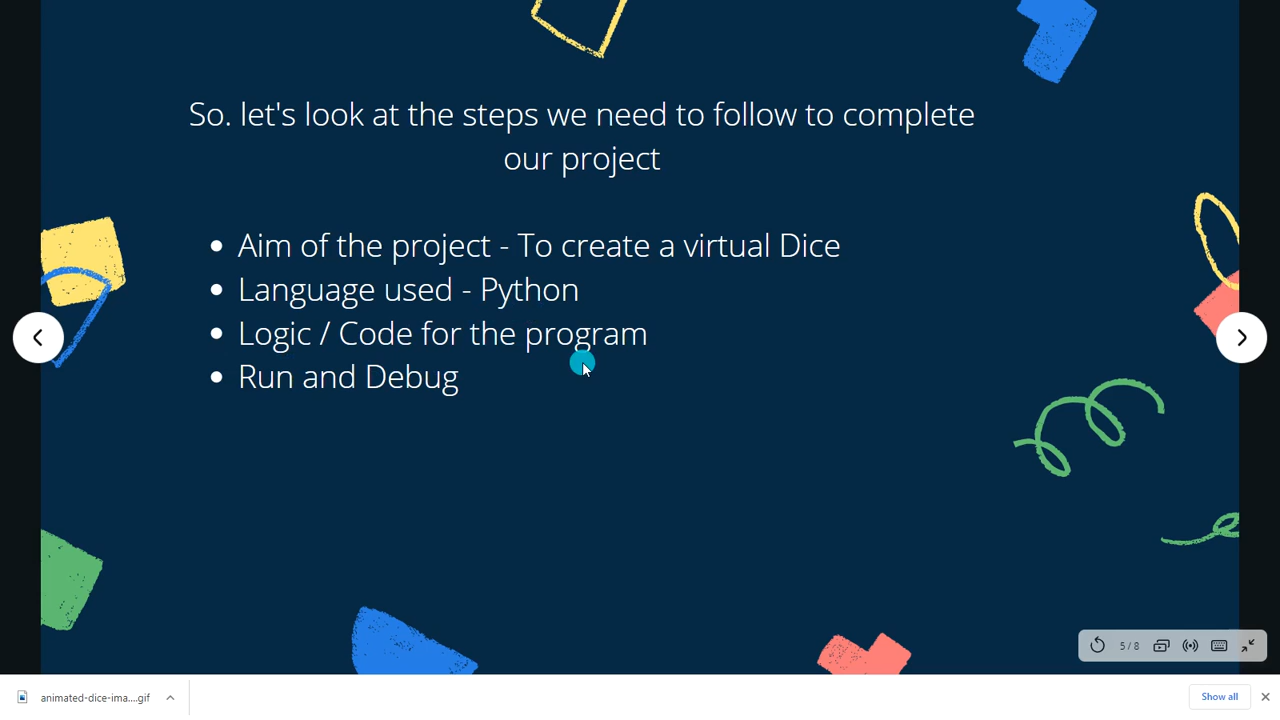 So. let's look at the steps we need to follow to complete
our project
• Aim of the project - To create a virtual Dice
• Language used - Python
• Logic / Code for the program
• Run and Debug
5 / 8
animated-dice-ima....gif
Show all